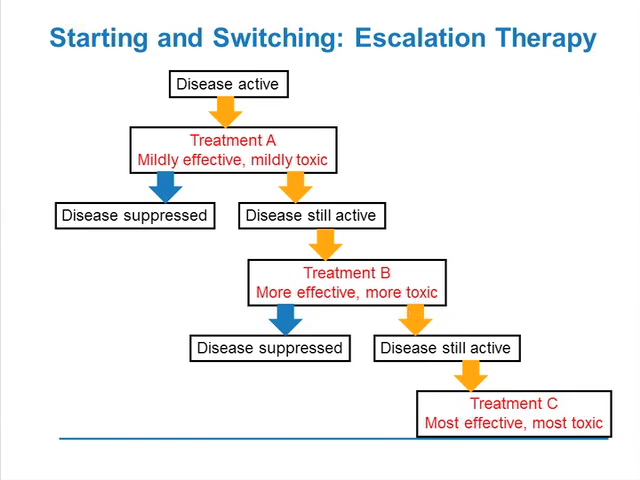 Starting and Switching: Escalation Therapy
Disease active
Treatment A
Mildly effective, mildly toxic
Disease suppressed
Disease still active
Treatment B
More effective, more toxic
Disease suppressed
Disease still active
Treatment C
Most effective, most toxic